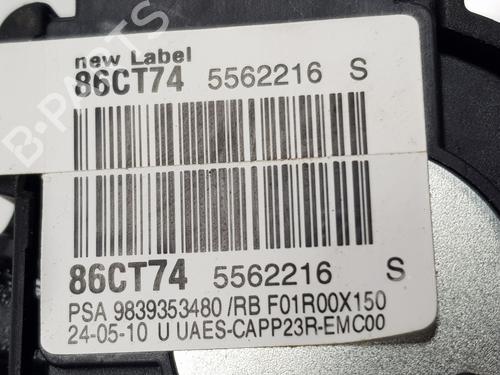 new Label
86CT74 5562216 S
86CT74 5562216 S
PSA 9839353480 /RB F01R00X150
24-05-10 U UAES-CAPP23R-EMC00
B-PARTS